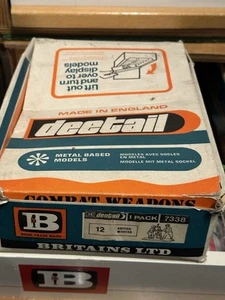 Lift out
and turn
over to
display
models
MADE IN ENGLAND
deetail
METAL BASED
MODELS
MODELES AVEC SOCLES
EN METAL
MODELLE MIT METALL SOCKEL
COMBAT WEAPONS
B
deetail
1 PACK
7338
12
BRITAINS LTD
B